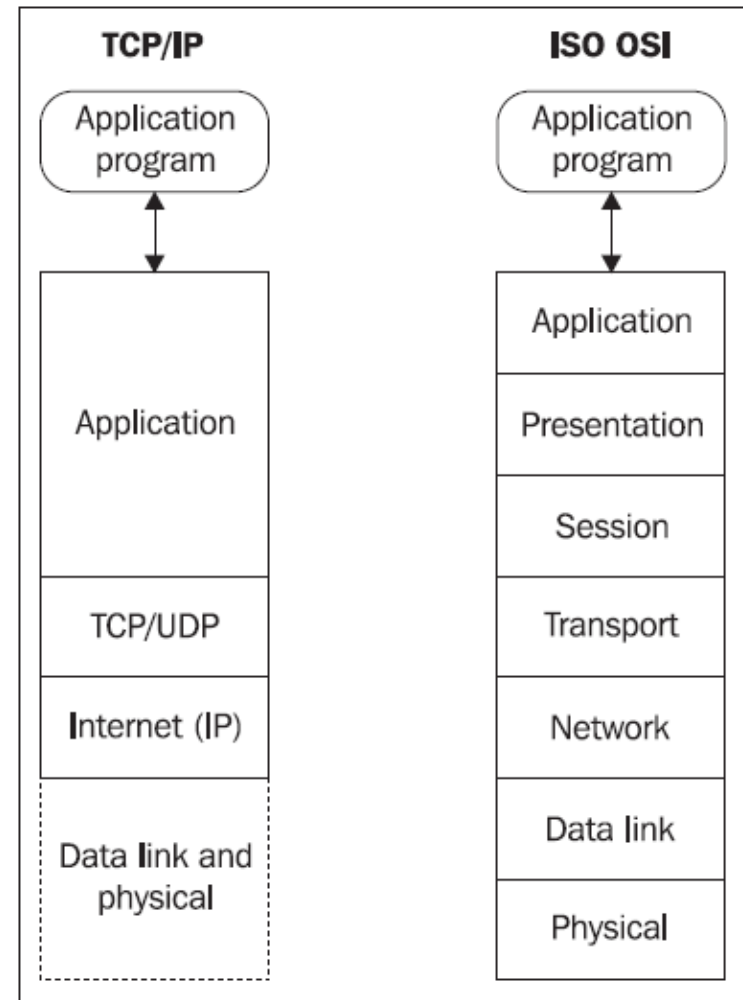 TCP/IP
Application
program
Application
TCP/UDP
Internet (IP)
Data link and
physical
ISO OSI
Application
program
Application
Presentation
Session
Transport
Network
Data link
Physical